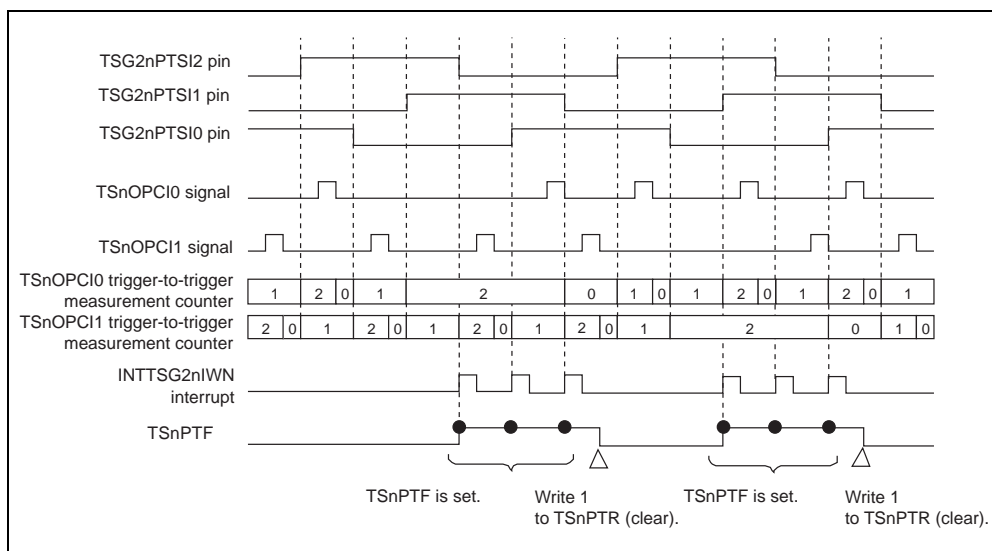 TSG2nPTSI2 pin
TSG2nPTSI1 pin
TSG2nPTSI0 pin
TSnOPCI0 signal
TSnOPCI1 signal
TSnOPCI0 trigger-to-trigger
measurement counter
1 2 0 1 2 0 1 0 1 2 0 1 2 0 1
TSnOPCI1 trigger-to-trigger
measurement counter
2 0 1 2 0 1 2 0 1 2 0 1 2 0 1 0
INTTSG2nIWN
interrupt
TSnPTF
TSnPTF is set.
Write 1
to TSnPTR (clear).
TSnPTF is set.
Write 1
to TSnPTR (clear).